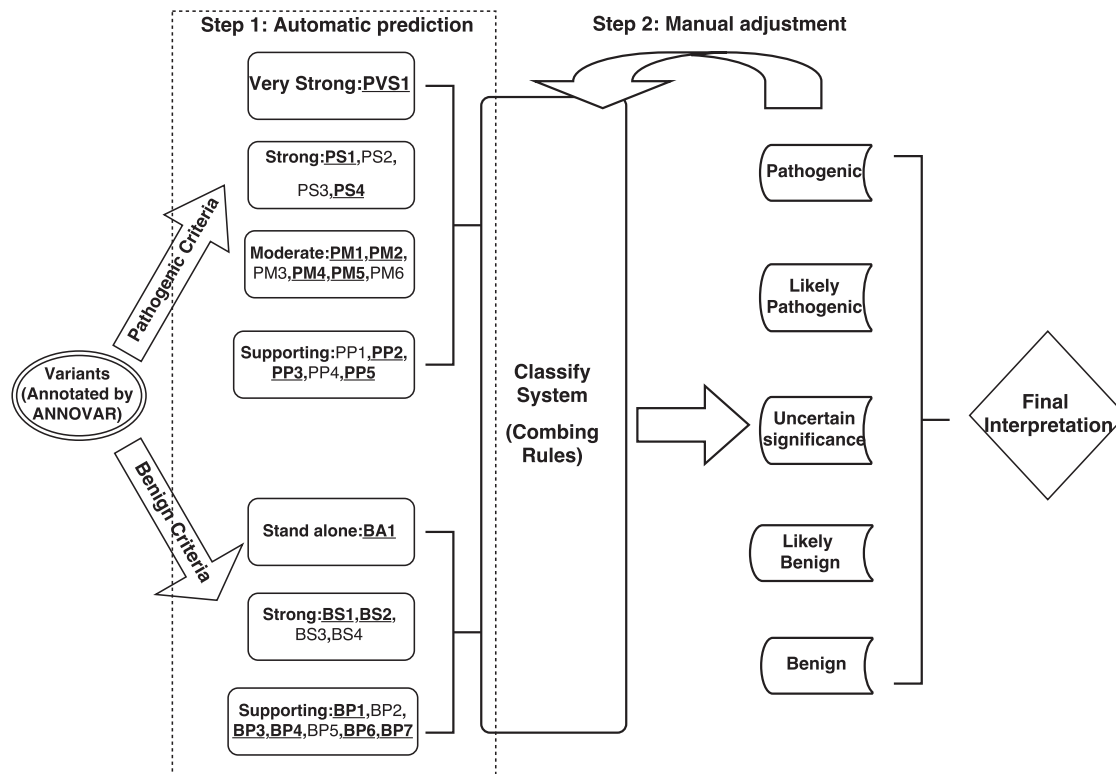 Step 1: Automatic prediction
Step 2: Manual adjustment
Variants
(Annotated by
ANNOVAR)
Pathogenic Criteria
Benign Criteria
Very Strong:PVS1
Strong:PS1,PS2,
PS3,PS4
Moderate:PM1,PM2,
PM3,PM4,PM5,PM6
Supporting:PP1,PP2,
PP3,PP4,PP5
Stand alone:BA1
Strong:BS1,BS2,
BS3,BS4
Supporting:BP1,BP2,
BP3,BP4,BP5,BP6,BP7
Classify
System
(Combing
Rules)
Pathogenic
Likely
Pathogenic
Uncertain
significance
Likely
Benign
Benign
Final
Interpretation